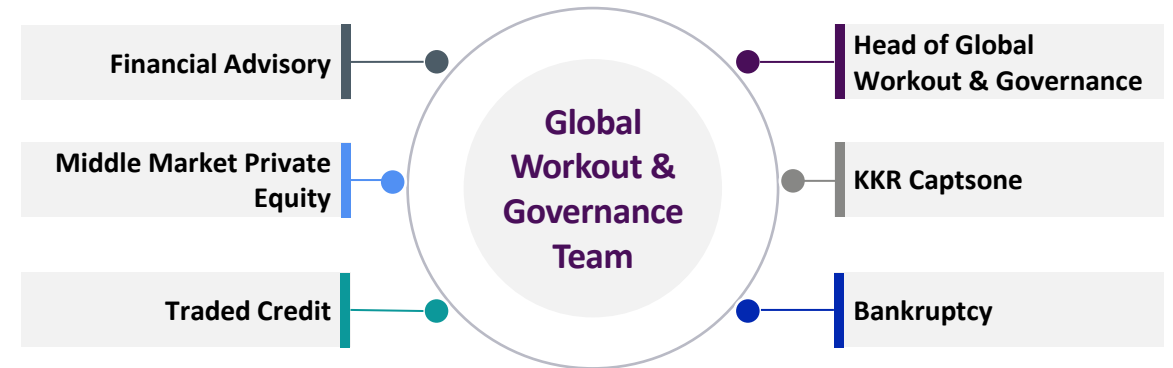 Financial Advisory
Middle Market Private
Equity
Traded Credit
Global
Workout &
Governance
Team
Head of Global
Workout & Governance
KKR Captsone
Bankruptcy